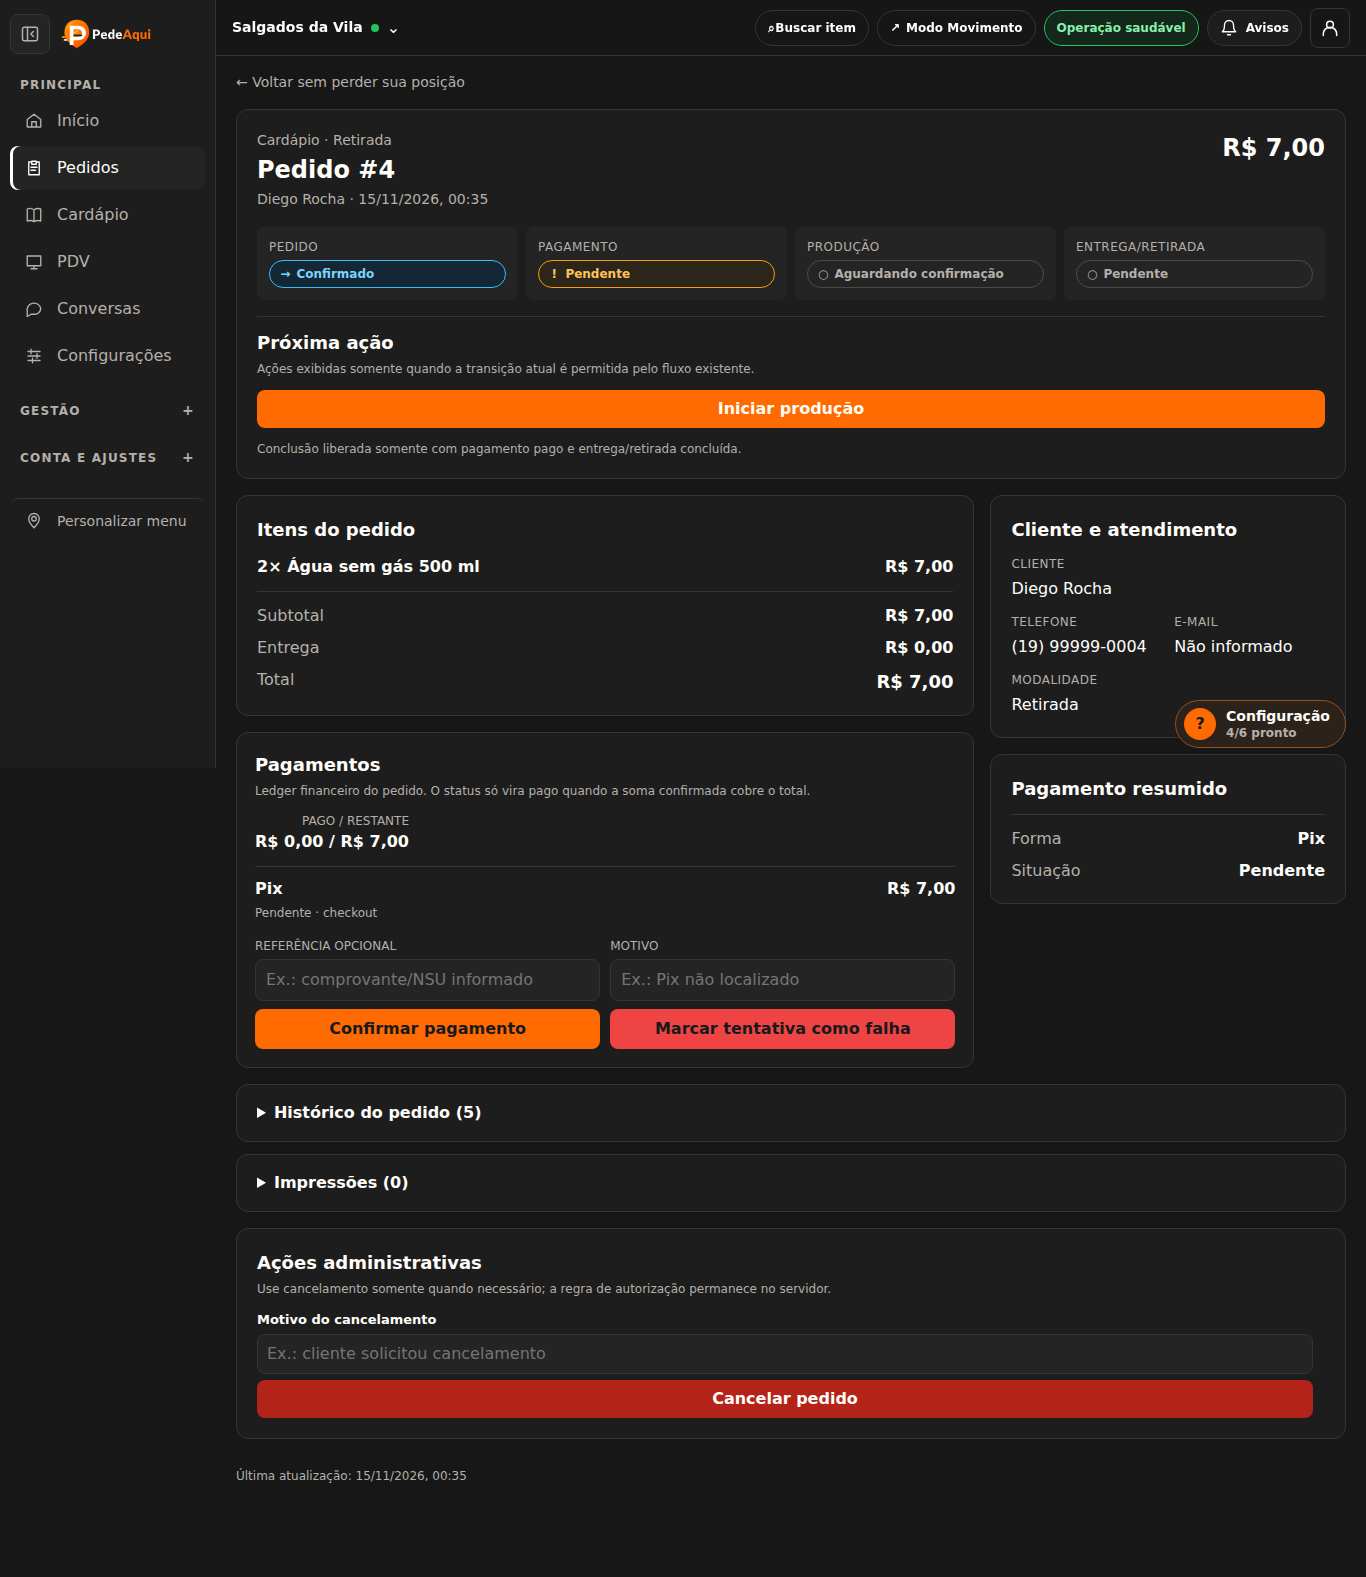 PedeAqui
PRINCIPAL
Início
Pedidos
Cardápio
PDV
Conversas
Configurações
GESTÃO +
CONTA E AJUSTES +
Personalizar menu
Salgados da Vila
Buscar item
↗ Modo Movimento
Operação saudável
Avisos
← Voltar sem perder sua posição
Cardápio · Retirada
Pedido #4
Diego Rocha · 15/11/2026, 00:35
R$ 7,00
PEDIDO
→ Confirmado
PAGAMENTO
! Pendente
PRODUÇÃO
○ Aguardando confirmação
ENTREGA/RETIRADA
○ Pendente
Próxima ação
Ações exibidas somente quando a transição atual é permitida pelo fluxo existente.
Iniciar produção
Conclusão liberada somente com pagamento pago e entrega/retirada concluída.
Itens do pedido
2× Água sem gás 500 ml R$ 7,00
Subtotal R$ 7,00
Entrega R$ 0,00
Total R$ 7,00
Cliente e atendimento
CLIENTE
Diego Rocha
TELEFONE
(19) 99999-0004
E-MAIL
Não informado
MODALIDADE
Retirada
?
Configuração
4/6 pronto
Pagamentos
Ledger financeiro do pedido. O status só vira pago quando a soma confirmada cobre o total.
PAGO / RESTANTE
R$ 0,00 / R$ 7,00
Pix R$ 7,00
Pendente · checkout
REFERÊNCIA OPCIONAL
Ex.: comprovante/NSU informado
MOTIVO
Ex.: Pix não localizado
Confirmar pagamento
Marcar tentativa como falha
Pagamento resumido
Forma Pix
Situação Pendente
Histórico do pedido (5)
Impressões (0)
Ações administrativas
Use cancelamento somente quando necessário; a regra de autorização permanece no servidor.
Motivo do cancelamento
Ex.: cliente solicitou cancelamento
Cancelar pedido
Última atualização: 15/11/2026, 00:35